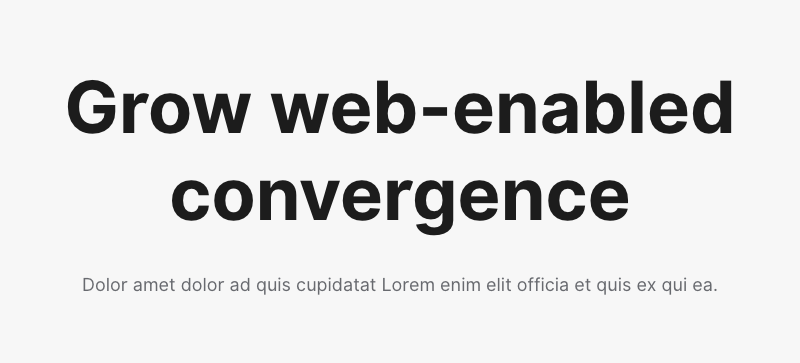 Grow web-enabled
convergence
Dolor amet dolor ad quis cupidatat Lorem enim elit officia et quis ex qui ea.